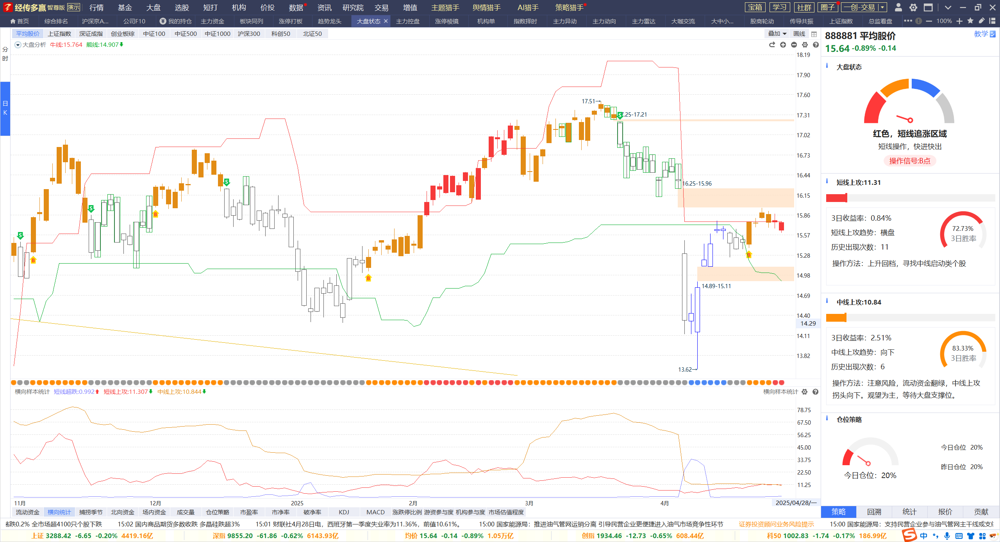 经传多赢 智尊版 演示 行情 基金 大盘 选股 短打 机构 价投 数据 资讯 研究院 交易 增值 主题猎手 舆情猎手 AI猎手 策略猎手 宝箱 学习 社群 圈子 一创-交易
首页 综合排名 沪深京A... 公司F10 我的持仓 主力资金 板块同列 涨停打板 趋势龙头 大盘状态 主力控盘 涨停棱镜 机构单 指数择时 主力异动 主力动向 主力雷达 大咖交流 大中小... 股商轮动 传导共振 上证指数 总监看盘 100%
平均股价 上证指数 深证成指 创业板综 中证100 中证500 中证1000 沪深300 科创50 北证50 叠加 画线
分时
日K
大盘分析 牛线:15.764 熊线:14.907
18.19
17.90
17.60
17.31
17.02
16.73
16.44
16.15
15.86
15.57
15.28
14.98
14.69
14.40
14.29
14.11
13.82
17.51
.25-17.21
16.25-15.96
14.89-15.11
13.62
S
B
S
B
S
B
S
B
横向样本统计 短线超跌:0.992 短线上攻:11.307 中线上攻:10.844
横向样本统计
78.75
67.50
56.25
45.00
33.75
22.50
11.25
11月 12月 2025 2月 3月 4月 2025/04/28/一
流动资金 横向统计 捕捞季节 北向资金 场内资金 成交量 仓位策略 市盈率 市净率 破净率 KDJ MACD 涨跌停比例 游资参与度 机构参与度 市场估值程度
888881 平均股价 教学
15.64 -0.89% -0.14
大盘状态
红色，短线追涨区域
短线操作，快进快出
操作信号:B点
短线上攻:11.31
3日收益率：0.84%
短线上攻趋势：横盘
历史出现次数：11
72.73%
3日胜率
操作方法：上升回档，寻找中线启动类个股
中线上攻:10.84
3日收益率：2.51%
中线上攻趋势：向下
历史出现次数：6
83.33%
3日胜率
操作方法：注意风险，流动资金翻绿，中线上攻
拐头向下。观望为主，等待大盘支撑位。
仓位策略
今日仓位 20%
昨日仓位 20%
今日仓位：20%
策略 回溯 统计 报价 贡献
跌0.2% 全市场超4100只个股下跌 15:02 国内商品期货多数收跌 多晶硅跌超3% 15:01 财联社4月28日电，西班牙第一季度失业率为11.36%，前值10.61%。 15:00 国家能源局：推进油气管网运销分离 引导民营企业更便捷进入油气市场竞争性环节 证券投资顾问业务风险提示 15:00 国家能源局：支持民营企业参与油气管网主干线或支线
上证 3288.42 -6.65 -0.20% 4419.16亿 深指 9855.20 -61.86 -0.62% 6143.93亿 均价 15.64 -0.14 -0.89% 1.05万亿 创指 1934.46 -12.73 -0.65% 608.44亿 科50 1002.83 -1.74 -0.17% 186.99亿 中